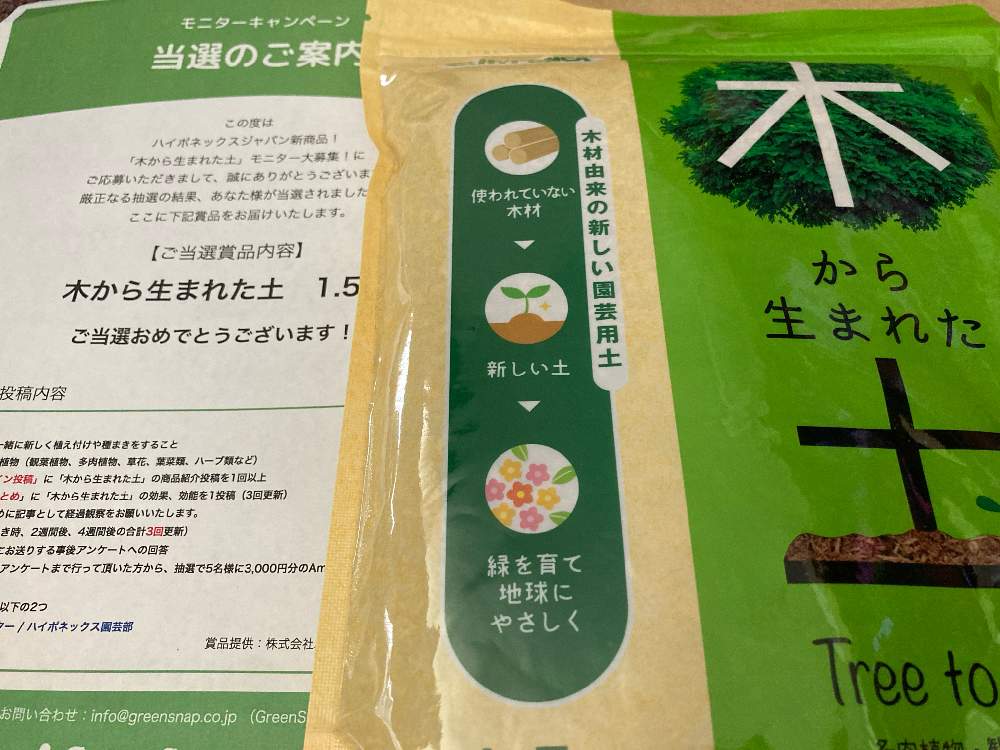 モニターキャンペーン
当選のご案内
この度は
ハイポネックスジャパン新商品!
「木から生まれた土」モニター大募集!に
ご応募いただきまして、誠にありがとうございま
厳正なる抽選の結果、あなた様が当選されました
ここに下記賞品をお届けいたします。
【ご当選賞品内容】
木から生まれた土 1.5
ご当選おめでとうございます!
投稿内容
一緒に新しく植え付けや種まきをすること
植物(観葉植物、多肉植物、草花、葉菜類、ハーブ類など)
イン投稿」に「木から生まれた土」の商品紹介投稿を1回以上
とめ」に「木から生まれた土」の効果、効能を1投稿(3回更新)
めに記事として経過観察をお願いいたします。
き時、2週間後、4週間後の合計3回更新)
にお送りする事後アンケートへの回答
アンケートまで行って頂いた方から、抽選で5名様に3,000円分のAm
以下の2つ
ター / ハイポネックス園芸部
賞品提供:株式会社
お問い合わせ:info@greensnap.co.jp (GreenS
木材由来の新しい園芸用土
使われていない
木材
新しい土
緑を育て
地球に
やさしく
木
から
生まれた
土
Tree to